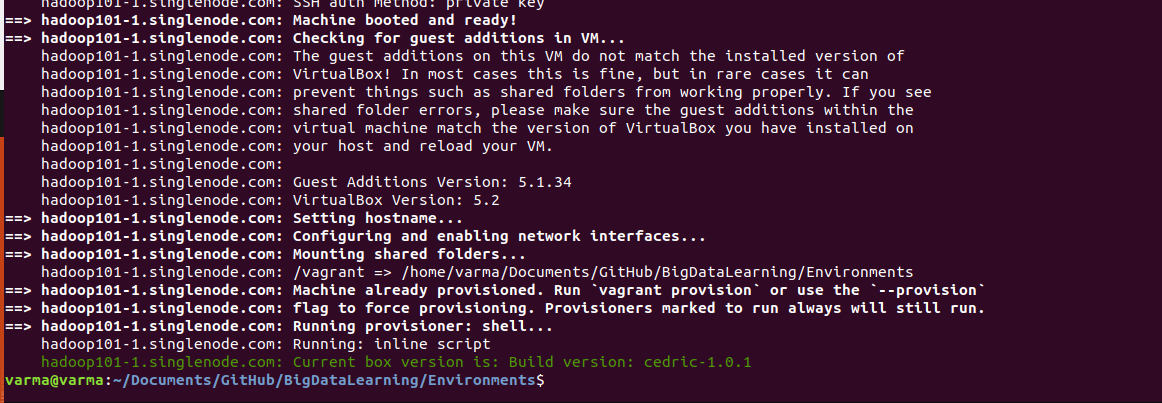 hadoop101-1.singlenode.com: SSH auth method: private key
==> hadoop101-1.singlenode.com: Machine booted and ready!
==> hadoop101-1.singlenode.com: Checking for guest additions in VM...
hadoop101-1.singlenode.com: The guest additions on this VM do not match the installed version of
hadoop101-1.singlenode.com: VirtualBox! In most cases this is fine, but in rare cases it can
hadoop101-1.singlenode.com: prevent things such as shared folders from working properly. If you see
hadoop101-1.singlenode.com: shared folder errors, please make sure the guest additions within the
hadoop101-1.singlenode.com: virtual machine match the version of VirtualBox you have installed on
hadoop101-1.singlenode.com: your host and reload your VM.
hadoop101-1.singlenode.com:
hadoop101-1.singlenode.com: Guest Additions Version: 5.1.34
hadoop101-1.singlenode.com: VirtualBox Version: 5.2
==> hadoop101-1.singlenode.com: Setting hostname...
==> hadoop101-1.singlenode.com: Configuring and enabling network interfaces...
==> hadoop101-1.singlenode.com: Mounting shared folders...
hadoop101-1.singlenode.com: /vagrant => /home/varma/Documents/GitHub/BigDataLearning/Environments
==> hadoop101-1.singlenode.com: Machine already provisioned. Run `vagrant provision` or use the `--provision`
==> hadoop101-1.singlenode.com: flag to force provisioning. Provisioners marked to run always will still run.
==> hadoop101-1.singlenode.com: Running provisioner: shell...
hadoop101-1.singlenode.com: Running: inline script
hadoop101-1.singlenode.com: Current box version is: Build version: cedric-1.0.1
varma@varma:~/Documents/GitHub/BigDataLearning/Environments$